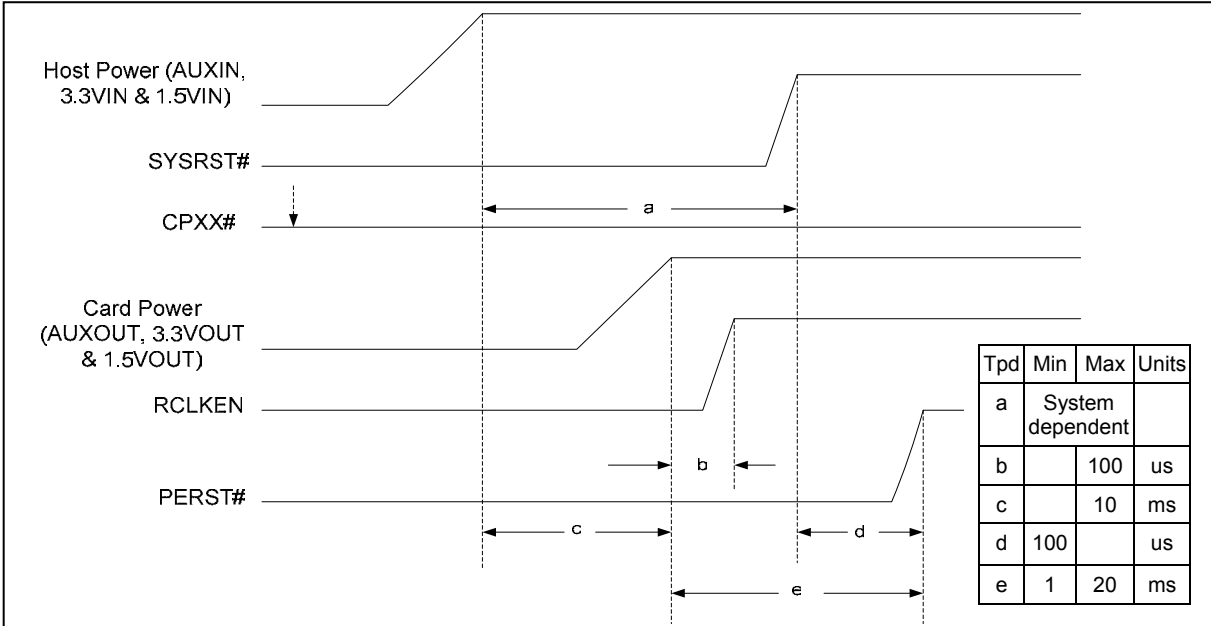 Host Power (AUXIN,
3.3VIN & 1.5VIN)
SYSRST#
a
CPXX#
Card Power
(AUXOUT, 3.3VOUT
& 1.5VOUT)
RCLKEN
b
PERST#
c
d
e
Tpd Min Max Units
a System
dependent
b 100 us
c 10 ms
d 100 us
e 1 20 ms